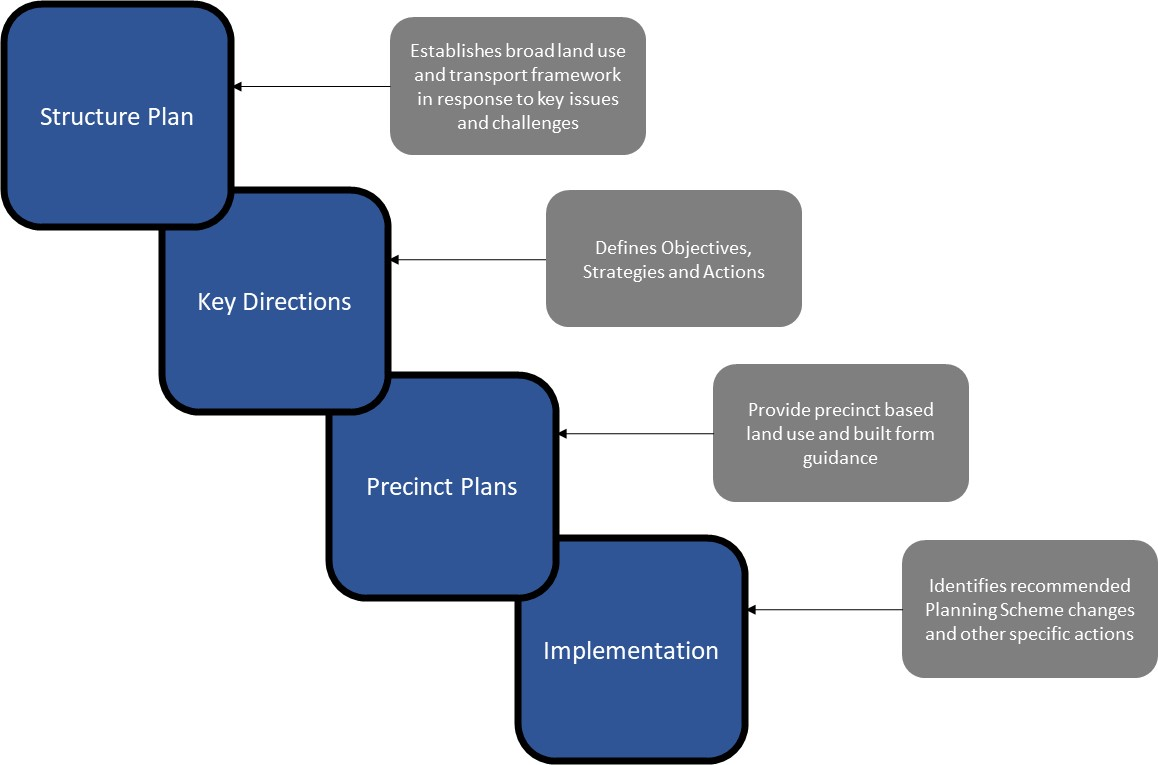 Structure Plan
Establishes broad land use
and transport framework
in response to key issues
and challenges
Key Directions
Defines Objectives,
Strategies and Actions
Precinct Plans
Provide precinct based
land use and built form
guidance
Implementation
Identifies recommended
Planning Scheme changes
and other specific actions